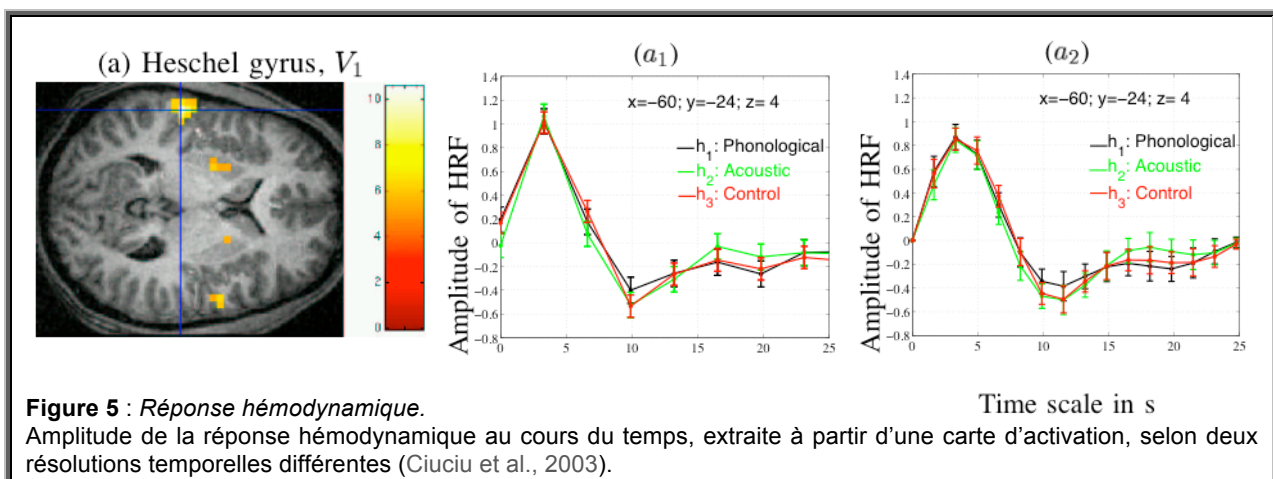 (a) Heschel gyrus, V1
10
8
6
4
2
0
(a1)
Amplitude of HRF
1.4
1.2
1
0.8
0.6
0.4
0.2
0
−0.2
−0.4
−0.6
−0.8
x=−60; y=−24; z= 4
h1: Phonological
h2: Acoustic
h3: Control
0 5 10 15 20 25
(a2)
Amplitude of HRF
1.4
1.2
1
0.8
0.6
0.4
0.2
0
−0.2
−0.4
−0.6
−0.8
x=−60; y=−24; z= 4
h1: Phonological
h2: Acoustic
h3: Control
0 5 10 15 20 25
Time scale in s
Figure 5 : Réponse hémodynamique.
Amplitude de la réponse hémodynamique au cours du temps, extraite à partir d’une carte d’activation, selon deux
résolutions temporelles différentes (Ciuciu et al., 2003).